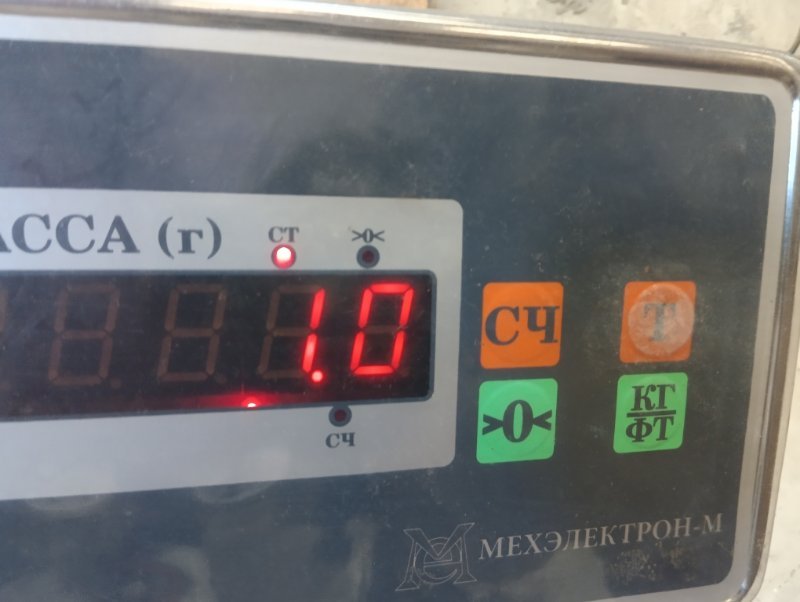 АССА (г)
СТ >0<
1.0
СЧ
СЧ Т
>0< КГ
ФТ
МЕХЭЛЕКТРОН-М